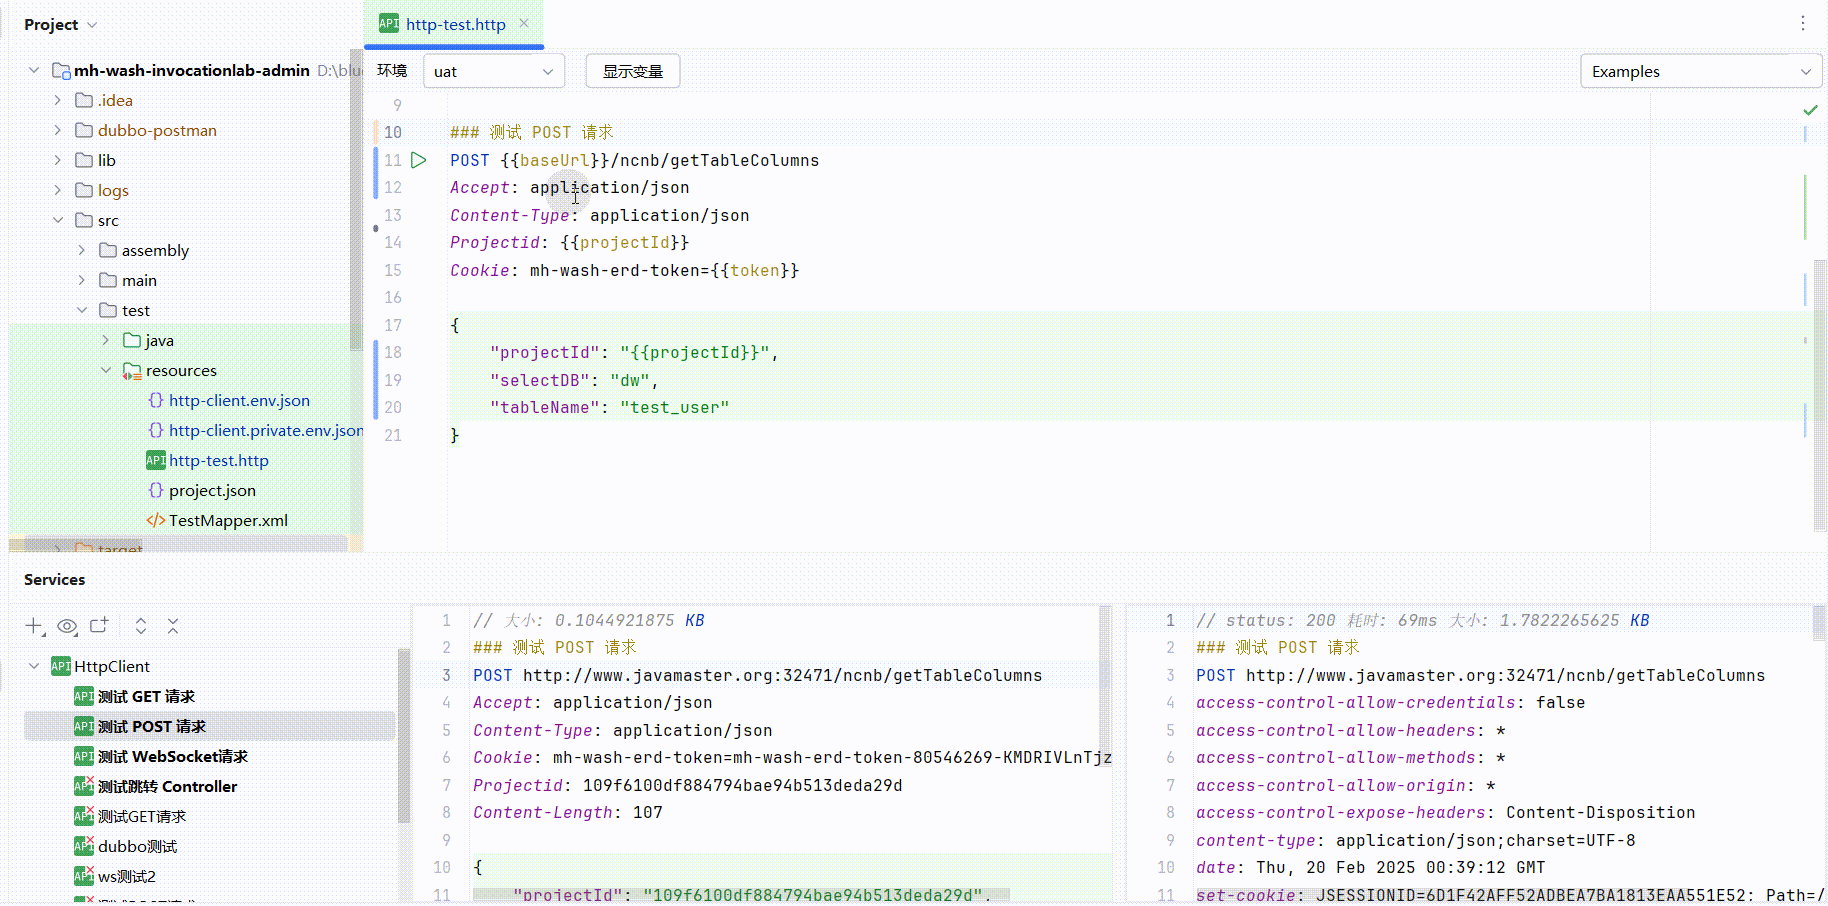 Project
http-test.http
mh-wash-invocationlab-admin D:\blu
.idea
dubbo-postman
lib
logs
src
assembly
main
test
java
resources
http-client.env.json
http-client.private.env.json
http-test.http
project.json
TestMapper.xml
target
环境 uat 显示变量 Examples
9
10 ### 测试 POST 请求
11 POST {{baseUrl}}/ncnb/getTableColumns
12 Accept: application/json
13 Content-Type: application/json
14 Projectid: {{projectId}}
15 Cookie: mh-wash-erd-token={{token}}
16
17 {
18 "projectId": "{{projectId}}",
19 "selectDB": "dw",
20 "tableName": "test_user"
21 }
Services
API HttpClient
API 测试 GET 请求
API 测试 POST 请求
API 测试 WebSocket请求
API 测试跳转 Controller
API 测试GET请求
API dubbo测试
API ws测试2
1 // 大小: 0.1044921875 KB
2 ### 测试 POST 请求
3 POST http://www.javamaster.org:32471/ncnb/getTableColumns
4 Accept: application/json
5 Content-Type: application/json
6 Cookie: mh-wash-erd-token=mh-wash-erd-token-80546269-KMDRIVLnTjz
7 Projectid: 109f6100df884794bae94b513deda29d
8 Content-Length: 107
9
10 {
11 "projectId": "109f6100df884794bae94b513deda29d",
1 // status: 200 耗时: 69ms 大小: 1.7822265625 KB
2 ### 测试 POST 请求
3 POST http://www.javamaster.org:32471/ncnb/getTableColumns
4 access-control-allow-credentials: false
5 access-control-allow-headers: *
6 access-control-allow-methods: *
7 access-control-allow-origin: *
8 access-control-expose-headers: Content-Disposition
9 content-type: application/json;charset=UTF-8
10 date: Thu, 20 Feb 2025 00:39:12 GMT
11 set-cookie: JSESSIONID=6D1F42AFF52ADBEA7BA1813EAA551E52; Path=/